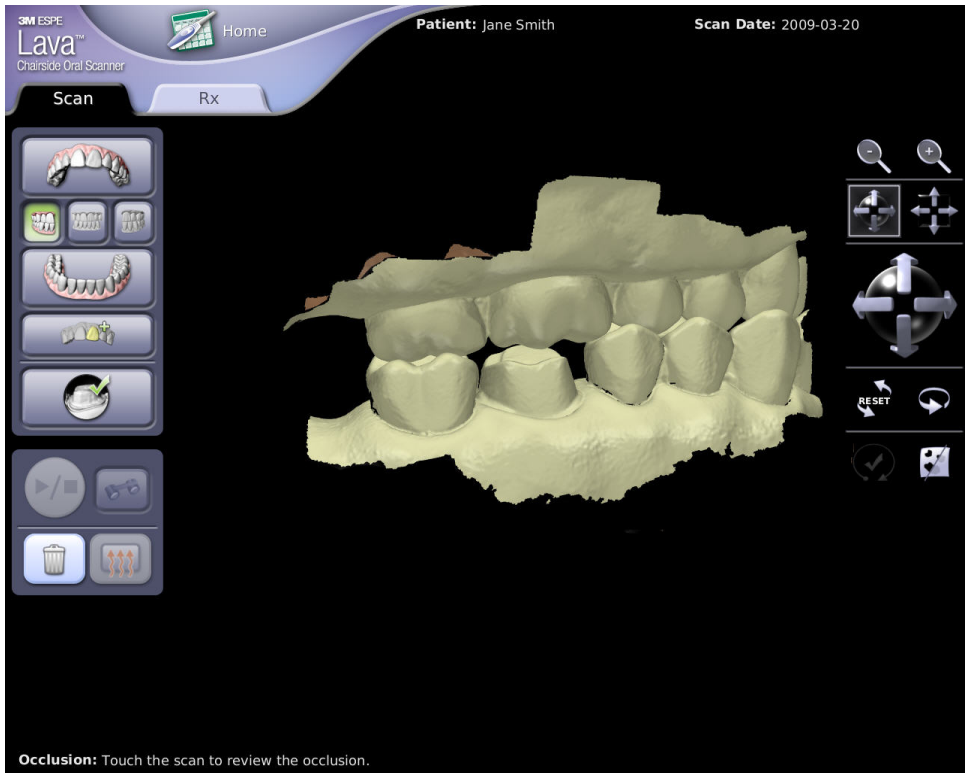 3M ESPE
Lava™
Chairside Oral Scanner
Home
Patient: Jane Smith
Scan Date: 2009-03-20
Scan
Rx
-
+
RESET
Occlusion: Touch the scan to review the occlusion.